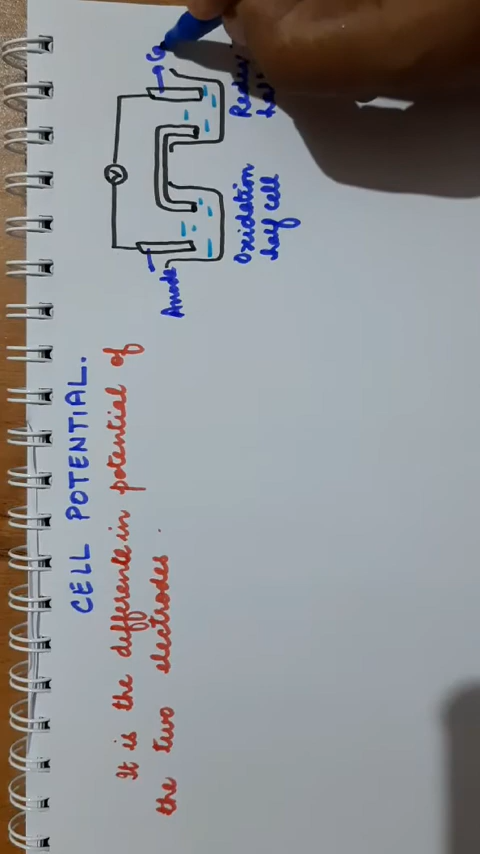 CELL POTENTIAL.
It is the difference in potential of
the two electrodes.
V
Anode
Oxidation
half cell